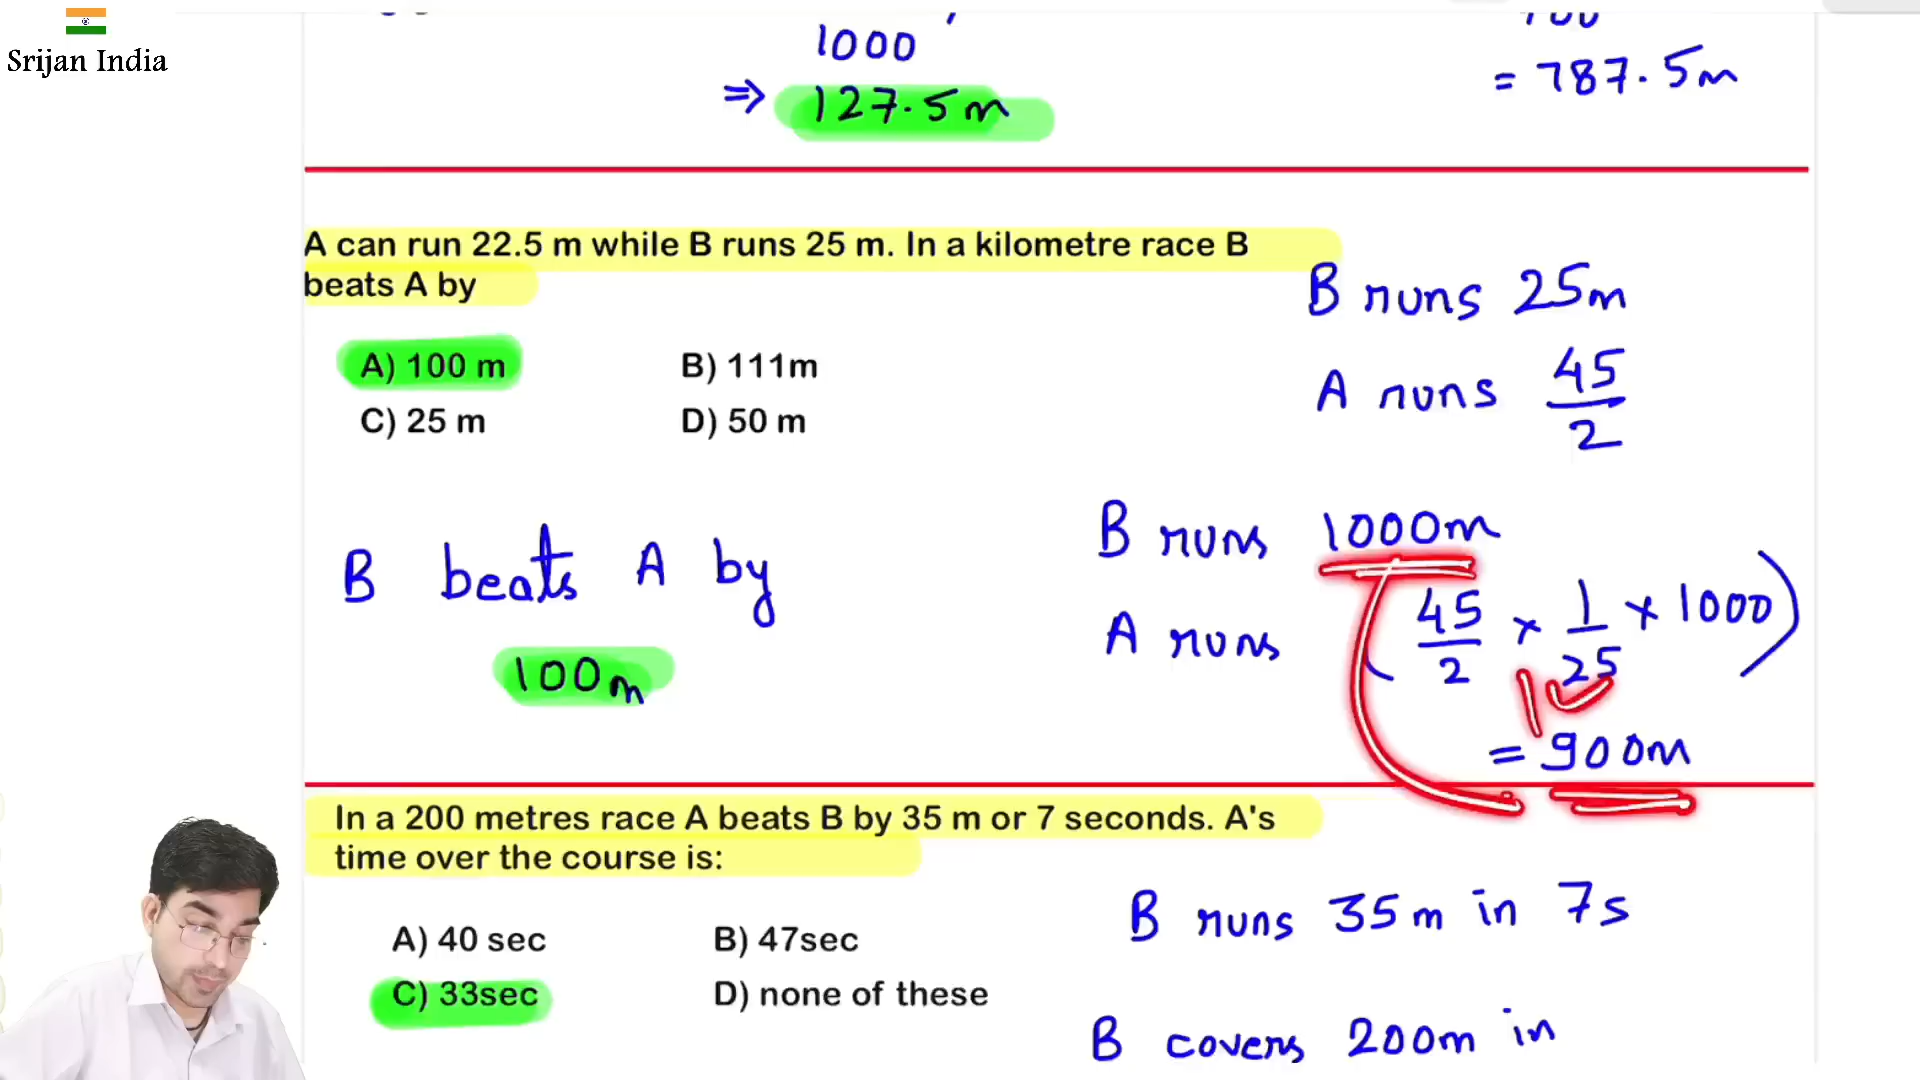 Srijan India
1000
⇒ 127.5m
= 787.5m
A can run 22.5 m while B runs 25 m. In a kilometre race B
beats A by
A) 100 m
B) 111m
C) 25 m
D) 50 m
B runs 25m
A runs 45/2
B runs 1000m
A runs (45/2 × 1/25 × 1000)
= 900m
B beats A by
100m
In a 200 metres race A beats B by 35 m or 7 seconds. A's
time over the course is:
A) 40 sec
B) 47sec
C) 33sec
D) none of these
B runs 35m in 7s
B covers 200m in